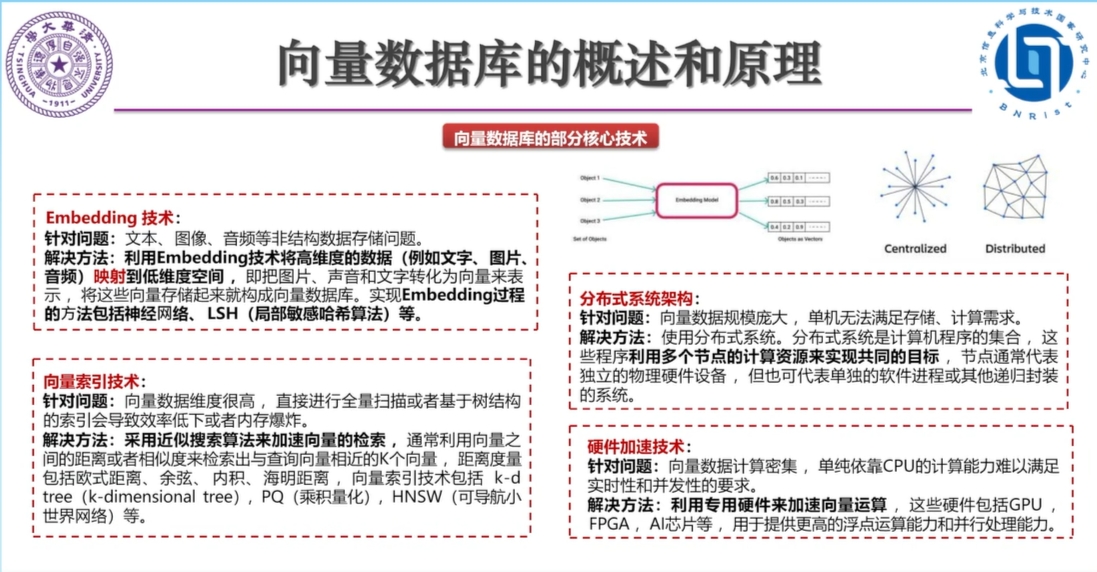 清華大學
TSINGHUA UNIVERSITY
1911
向量数据库的概述和原理
北京信息科学与技术国家研究中心
BNRist
向量数据库的部分核心技术
Embedding 技术：
针对问题：文本、图像、音频等非结构数据存储问题。
解决方法：利用Embedding技术将高维度的数据（例如文字、图片、
音频）映射到低维度空间，即把图片、声音和文字转化为向量来表
示，将这些向量存储起来就构成向量数据库。实现Embedding过程
的方法包括神经网络、LSH（局部敏感哈希算法）等。
向量索引技术：
针对问题：向量数据维度很高，直接进行全量扫描或者基于树结构
的索引会导致效率低下或者内存爆炸。
解决方法：采用近似搜索算法来加速向量的检索，通常利用向量之
间的距离或者相似度来检索出与查询向量相近的K个向量，距离度量
包括欧式距离、余弦、内积、海明距离，向量索引技术包括 k-d
tree（k-dimensional tree），PQ（乘积量化），HNSW（可导航小
世界网络）等。
Object 1
Object 2
Object 3
Set of Objects
Embedding Model
0.6 0.3 0.1 ------
0.8 0.5 0.3 ------
0.4 0.2 0.9 ------
Objects as Vectors
Centralized
Distributed
分布式系统架构：
针对问题：向量数据规模庞大，单机无法满足存储、计算需求。
解决方法：使用分布式系统。分布式系统是计算机程序的集合，这
些程序利用多个节点的计算资源来实现共同的目标，节点通常代表
独立的物理硬件设备，但也可代表单独的软件进程或其他递归封装
的系统。
硬件加速技术：
针对问题：向量数据计算密集，单纯依靠CPU的计算能力难以满足
实时性和并发性的要求。
解决方法：利用专用硬件来加速向量运算，这些硬件包括GPU，
FPGA，AI芯片等，用于提供更高的浮点运算能力和并行处理能力。